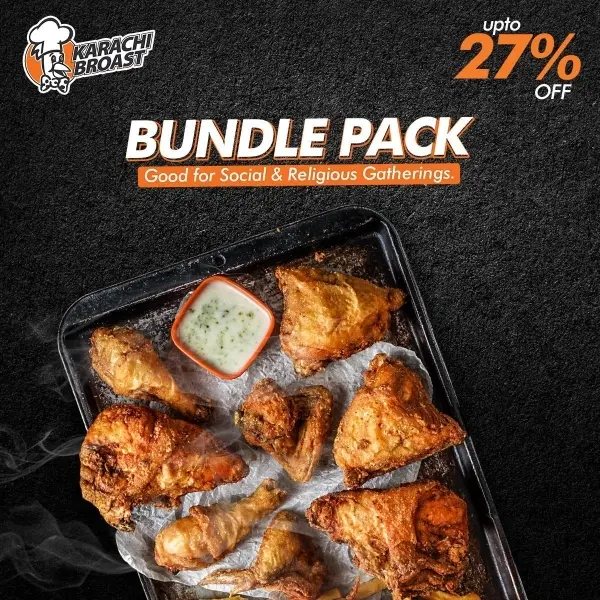 KARACHI
BROAST
upto
27%
OFF
BUNDLE PACK
Good for Social & Religious Gatherings.